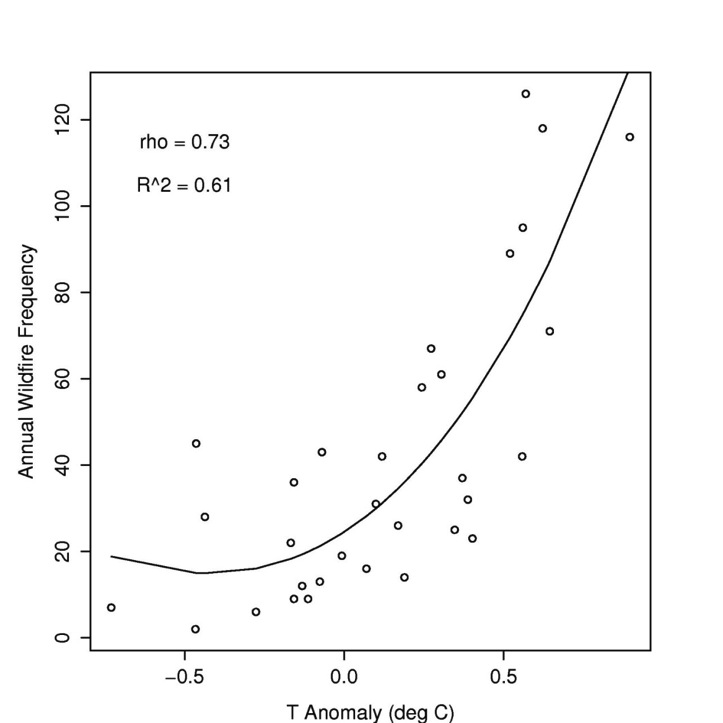 rho = 0.73
R^2 = 0.61
Annual Wildfire Frequency
120
100
80
60
40
20
0
−0.5 0.0 0.5
T Anomaly (deg C)